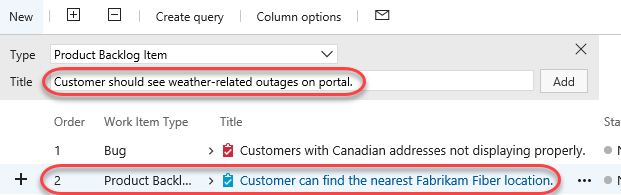 New Create query Column options
Type Product Backlog Item
Title Customer should see weather-related outages on portal. Add
Order Work Item Type Title Sta
1 Bug Customers with Canadian addresses not displaying properly. N
2 Product Backl... Customer can find the nearest Fabrikam Fiber location. ... N